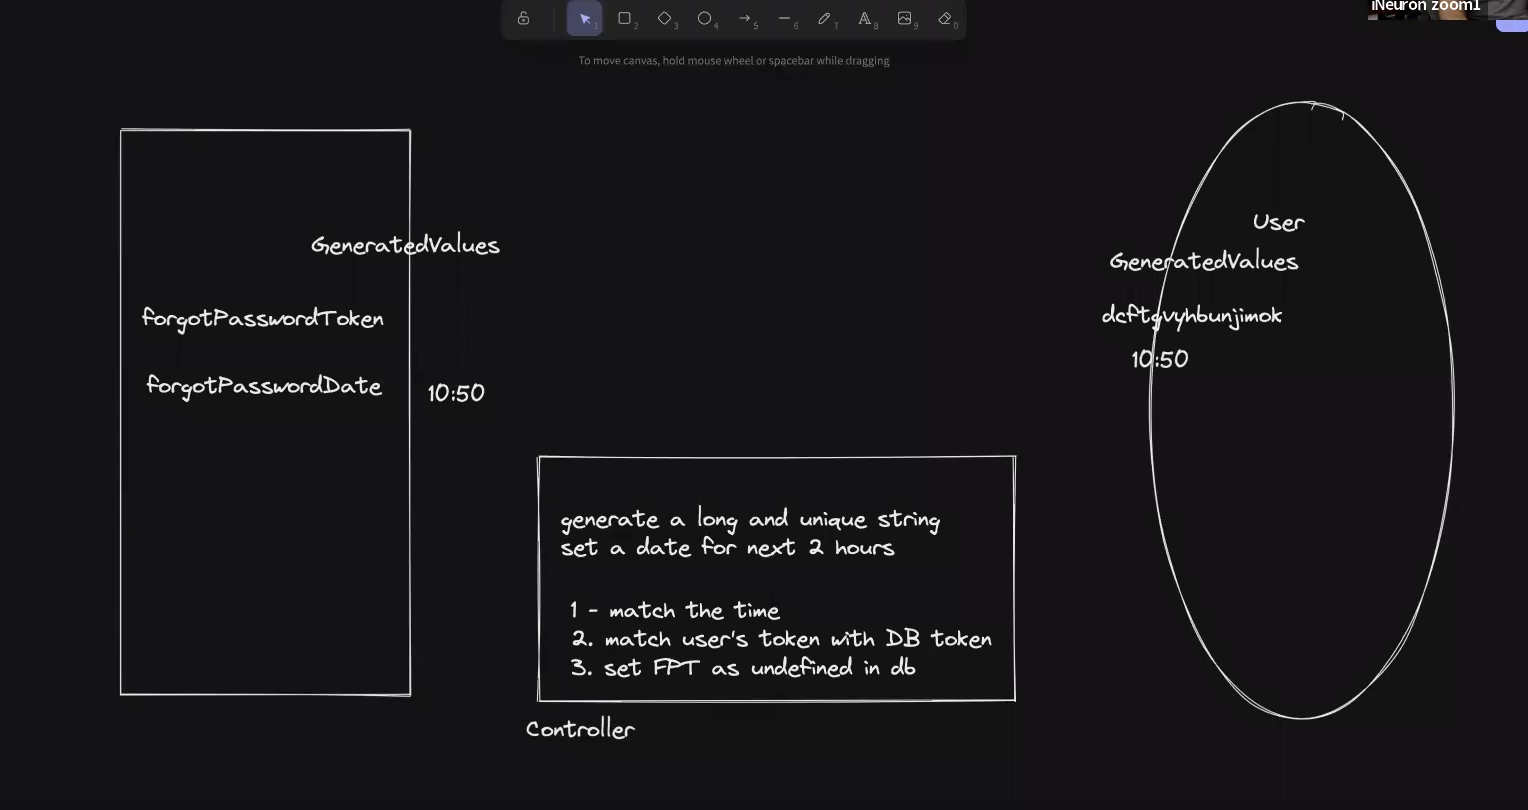 1
2
3
4
5
6
7
A
8
9
0
iNeuron zoom1
To move canvas, hold mouse wheel or spacebar while dragging
GeneratedValues
forgotPasswordToken
forgotPasswordDate
10:50
User
GeneratedValues
dcftgvyhbunjimok
10:50
generate a long and unique string
set a date for next 2 hours
1 - match the time
2. match user's token with DB token
3. set FPT as undefined in db
Controller